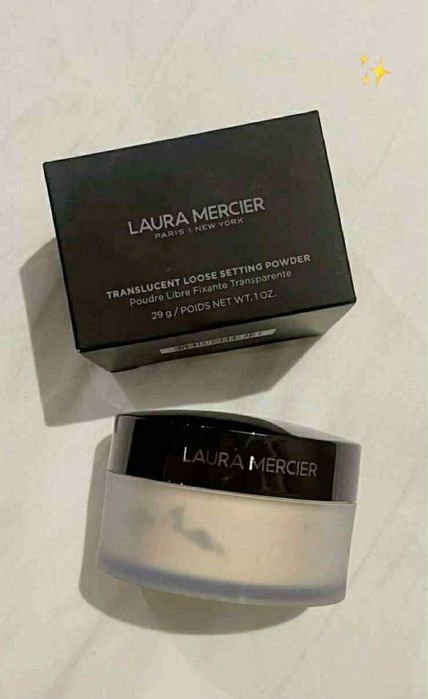 LAURA MERCIER
PARIS | NEW YORK
TRANSLUCENT LOOSE SETTING POWDER
Poudre Libre Fixante Transparente
29 g / POIDS NET WT. 1 OZ.
LAURA MERCIER